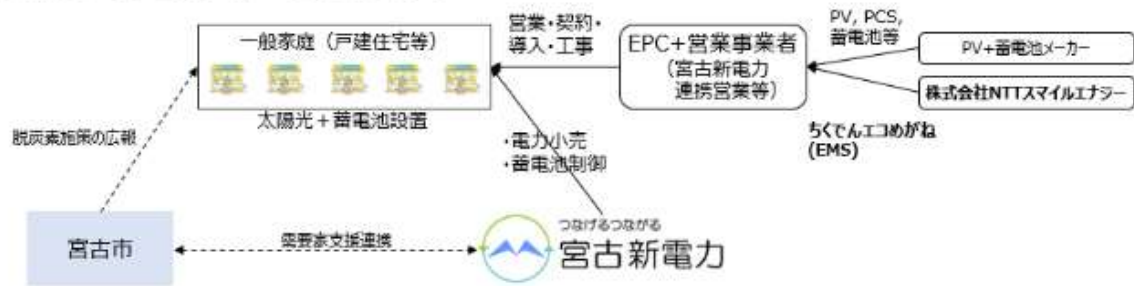 一般家庭（戸建住宅等）
太陽光＋蓄電池設置
営業・契約・
導入・工事
EPC+営業事業者
（宮古新電力
連携営業等）
PV, PCS,
蓄電池等
PV+蓄電池メーカー
株式会社NTTスマイルエナジー
ちくでんエコめがね
(EMS)
脱炭素施策の広報
・電力小売
・蓄電池制御
宮古市
需要家支援連携
つなげるつながる
宮古新電力